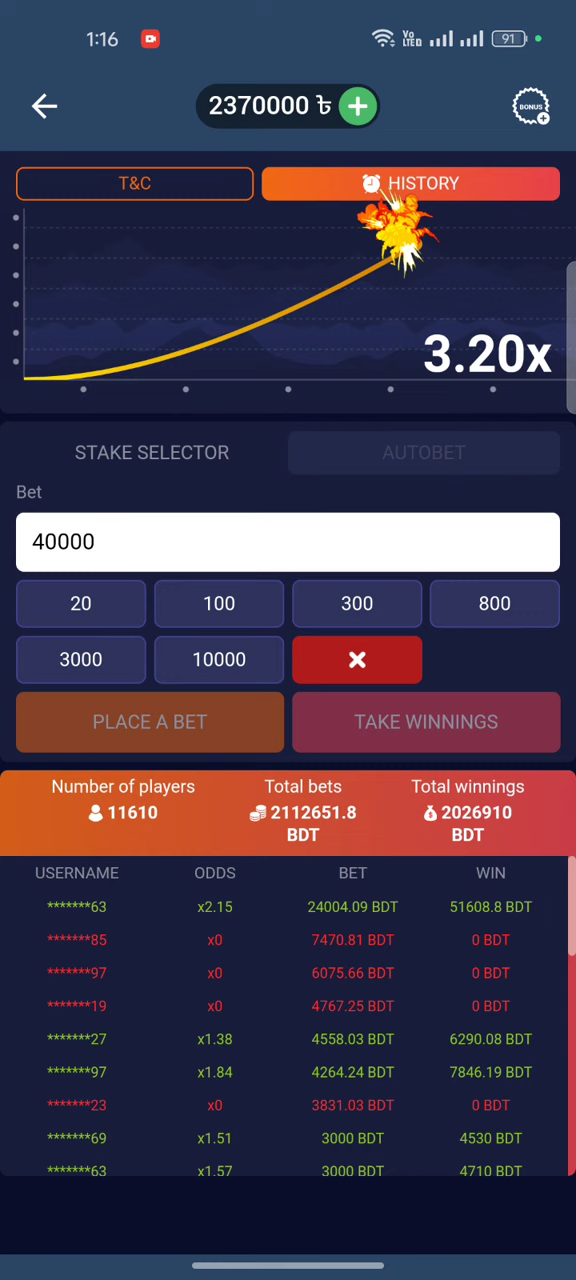 1:16 Vo LTED 91
2370000 ৳ +
BONUS
T&C HISTORY
3.20x
STAKE SELECTOR AUTOBET
Bet
40000
20 100 300 800
3000 10000
PLACE A BET TAKE WINNINGS
Number of players Total bets Total winnings
11610 2112651.8 2026910
BDT BDT
USERNAME ODDS BET WIN
*******63 x2.15 24004.09 BDT 51608.8 BDT
*******85 x0 7470.81 BDT 0 BDT
*******97 x0 6075.66 BDT 0 BDT
*******19 x0 4767.25 BDT 0 BDT
*******27 x1.38 4558.03 BDT 6290.08 BDT
*******97 x1.84 4264.24 BDT 7846.19 BDT
*******23 x0 3831.03 BDT 0 BDT
*******69 x1.51 3000 BDT 4530 BDT
*******63 x1.57 3000 BDT 4710 BDT